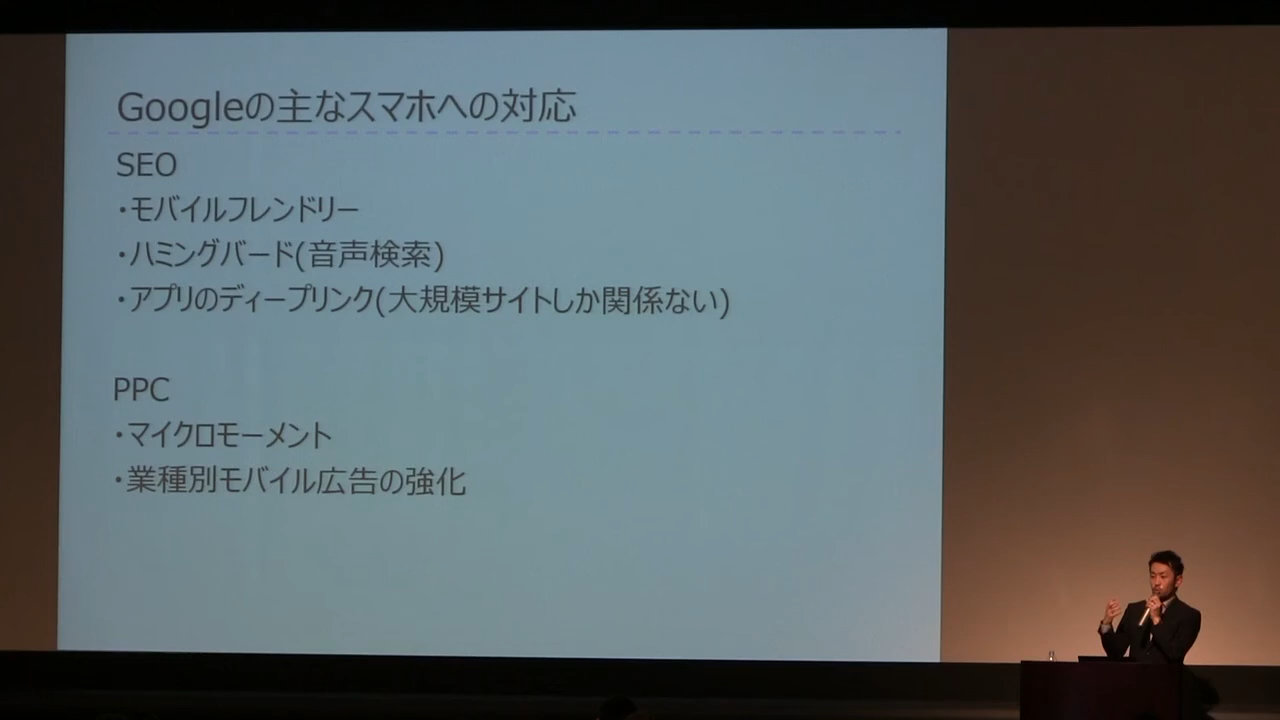 Googleの主なスマホへの対応
SEO
・モバイルフレンドリー
・ハミングバード(音声検索)
・アプリのディープリンク(大規模サイトしか関係ない)
PPC
・マイクロモーメント
・業種別モバイル広告の強化